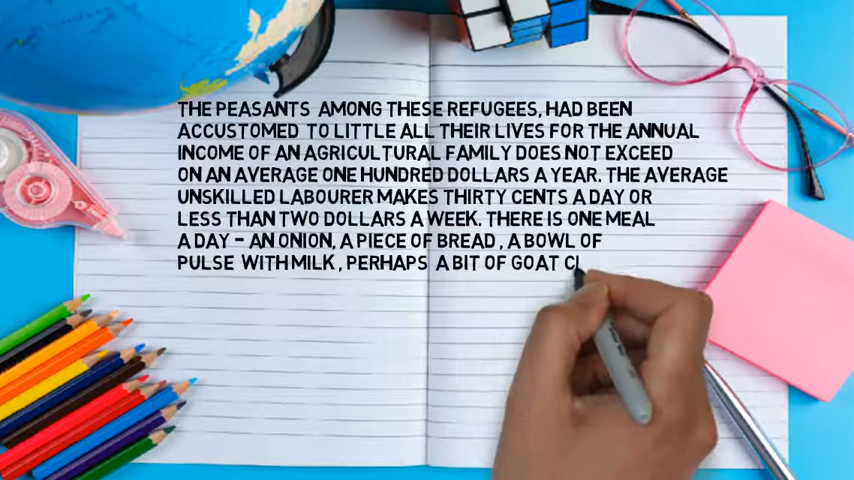 THE PEASANTS AMONG THESE REFUGEES, HAD BEEN
ACCUSTOMED TO LITTLE ALL THEIR LIVES FOR THE ANNUAL
INCOME OF AN AGRICULTURAL FAMILY DOES NOT EXCEED
ON AN AVERAGE ONE HUNDRED DOLLARS A YEAR. THE AVERAGE
UNSKILLED LABOURER MAKES THIRTY CENTS A DAY OR
LESS THAN TWO DOLLARS A WEEK. THERE IS ONE MEAL
A DAY - AN ONION, A PIECE OF BREAD, A BOWL OF
PULSE WITH MILK, PERHAPS A BIT OF GOAT